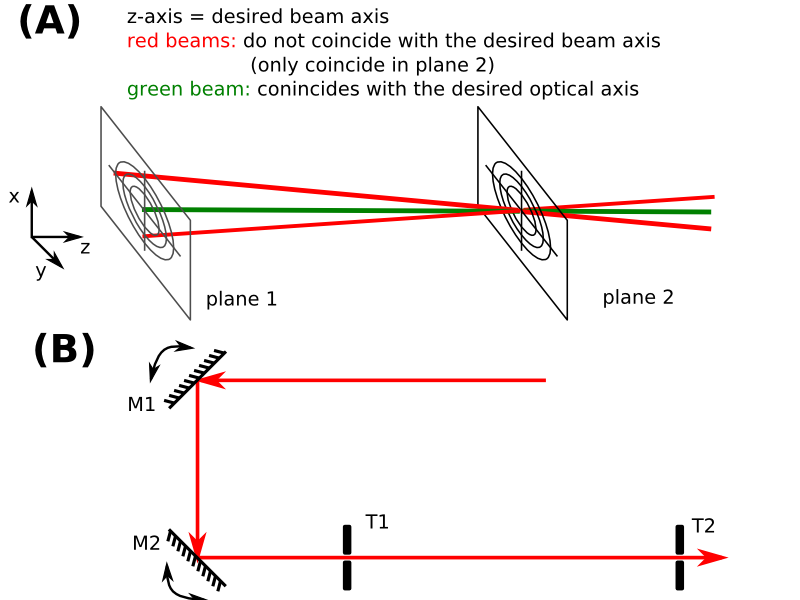 (A)
z-axis = desired beam axis
red beams: do not coincide with the desired beam axis
(only coincide in plane 2)
green beam: conincides with the desired optical axis
x
z
y
plane 1
plane 2
(B)
M1
M2
T1
T2